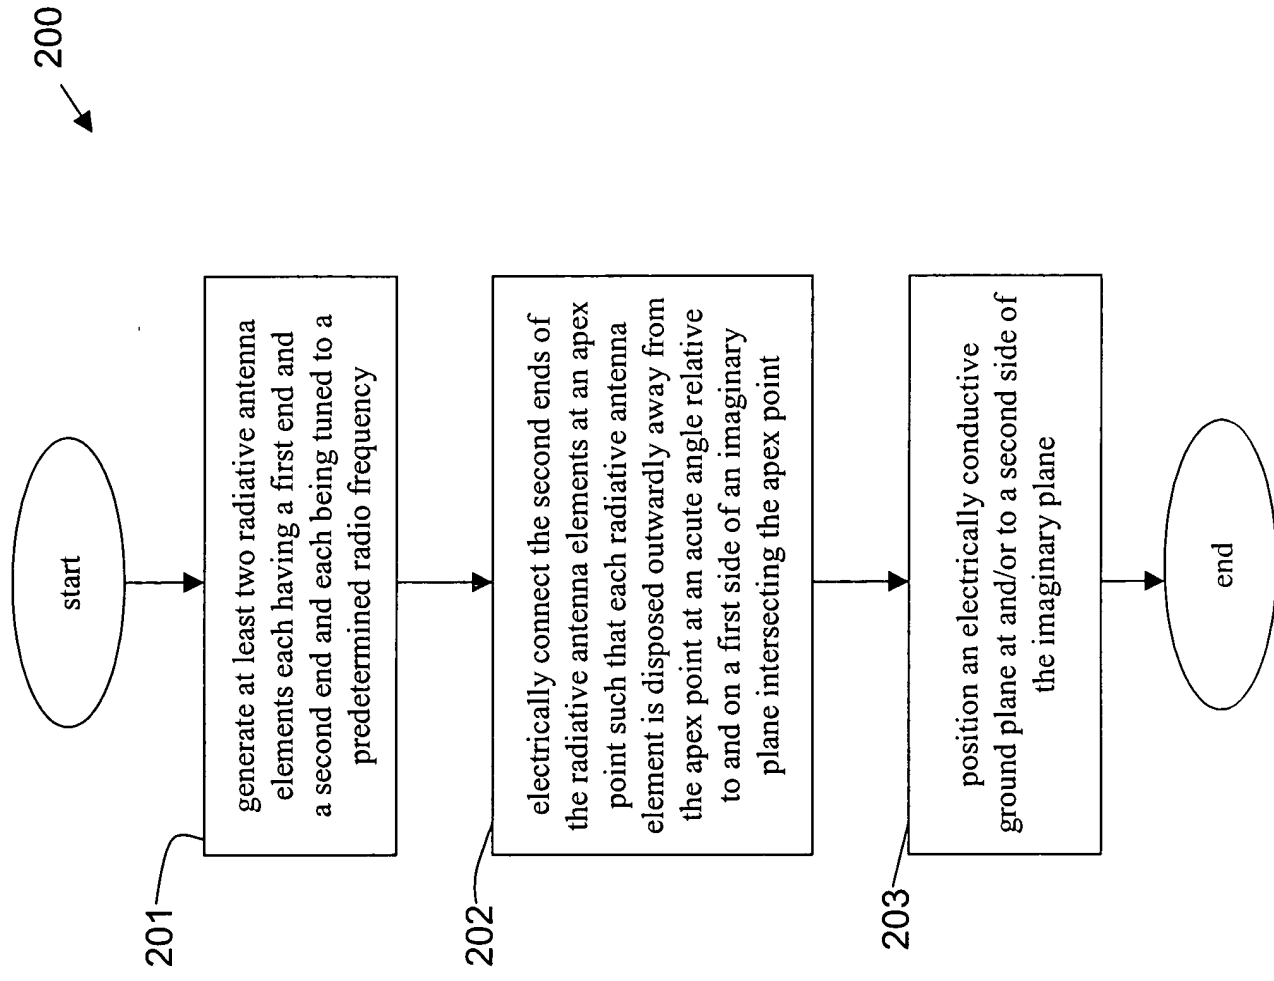 200
start
201
generate at least two radiative antenna
elements each having a first end and
a second end and each being tuned to a
predetermined radio frequency
202
electrically connect the second ends of
the radiative antenna elements at an apex
point such that each radiative antenna
element is disposed outwardly away from
the apex point at an acute angle relative
to and on a first side of an imaginary
plane intersecting the apex point
203
position an electrically conductive
ground plane at and/or to a second side of
the imaginary plane
end